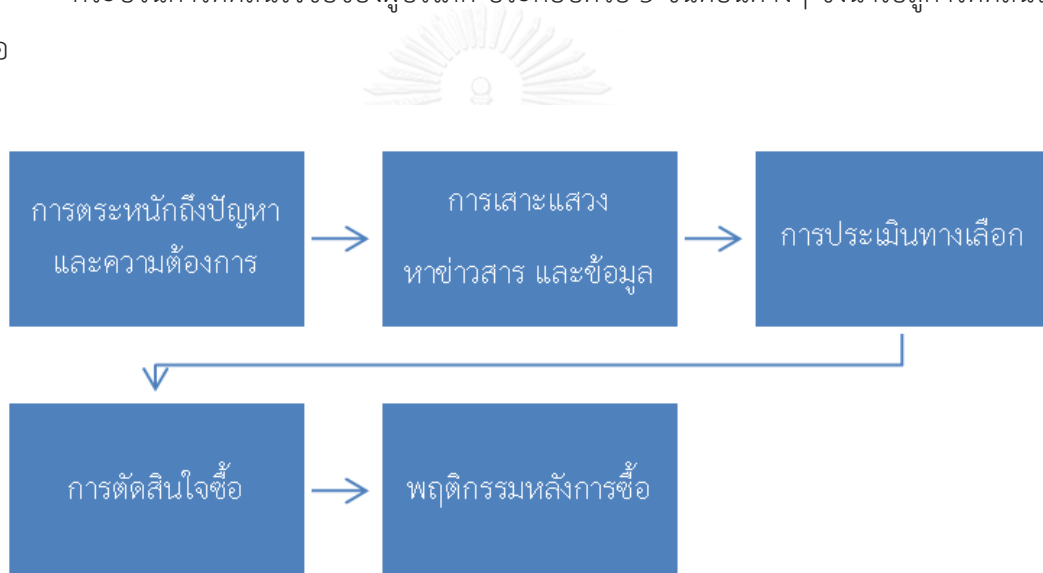 การตระหนักถึงปัญหา
และความต้องการ
การเสาะแสวง
หาข่าวสาร และข้อมูล
การประเมินทางเลือก
การตัดสินใจซื้อ
พฤติกรรมหลังการซื้อ